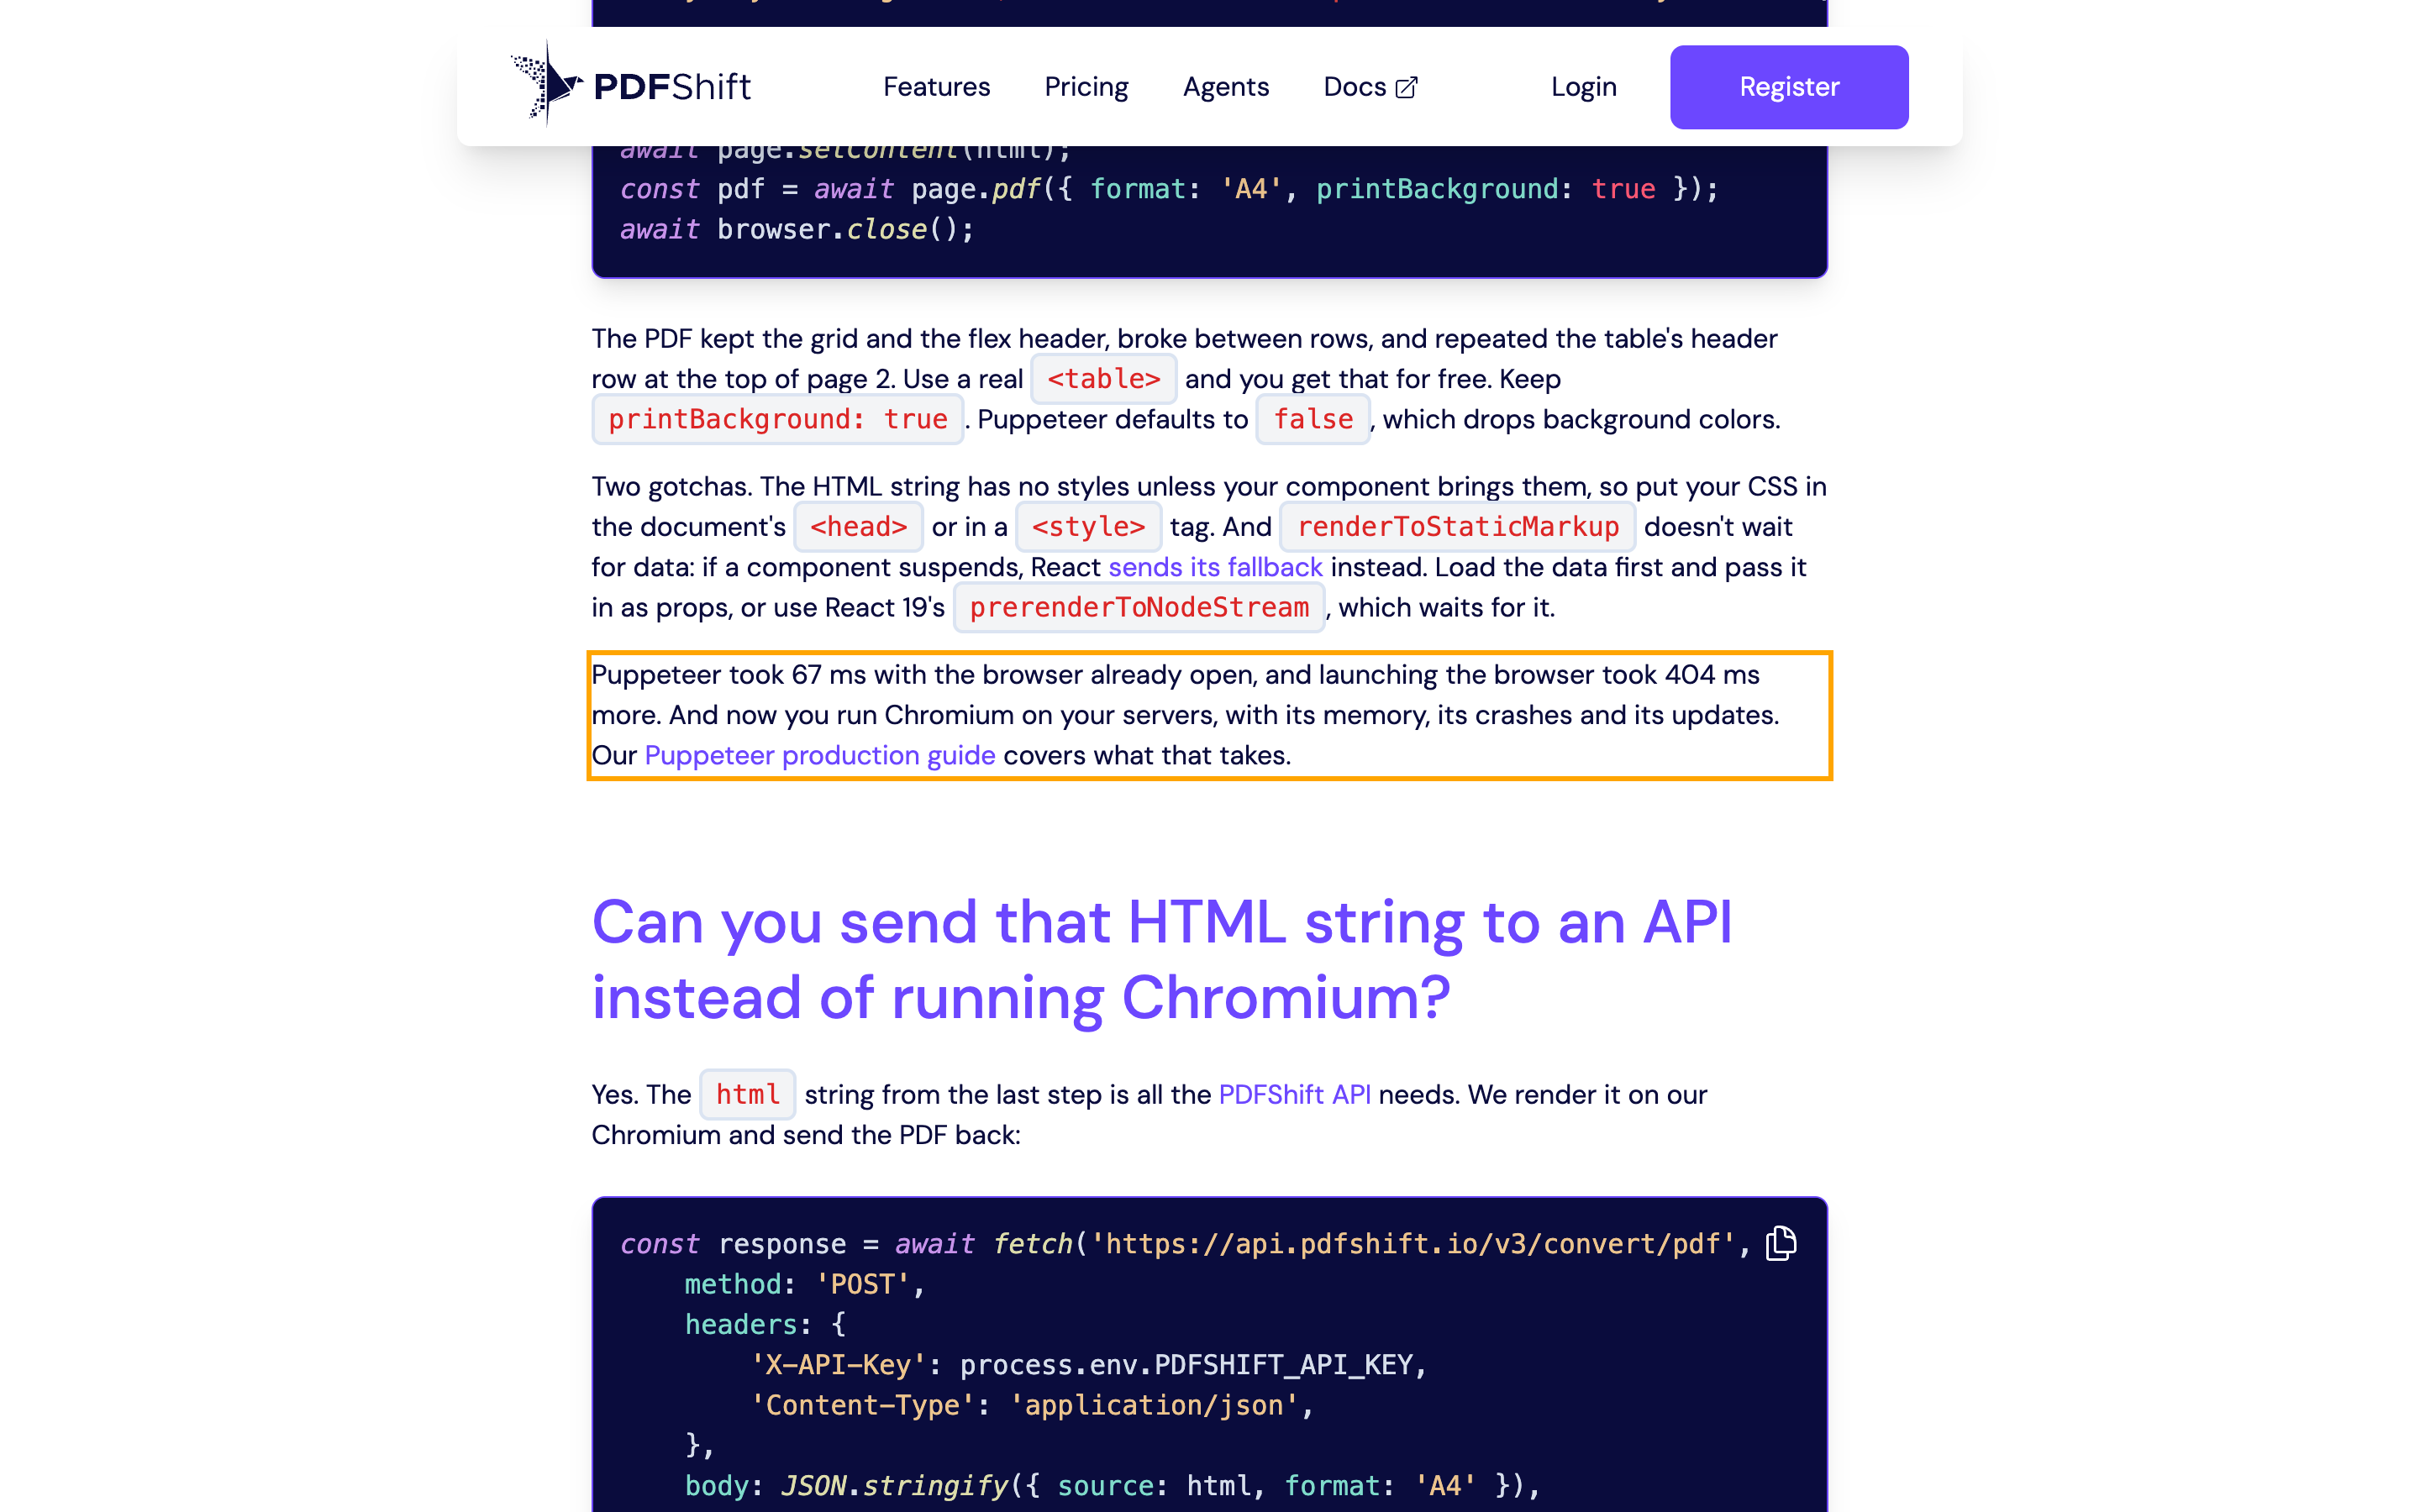 PDFShift
Features
Pricing
Agents
Docs
Login
Register
await page.setContent(html);
const pdf = await page.pdf({ format: 'A4', printBackground: true });
await browser.close();
The PDF kept the grid and the flex header, broke between rows, and repeated the table's header
row at the top of page 2. Use a real <table> and you get that for free. Keep
printBackground: true. Puppeteer defaults to false, which drops background colors.
Two gotchas. The HTML string has no styles unless your component brings them, so put your CSS in
the document's <head> or in a <style> tag. And renderToStaticMarkup doesn't wait
for data: if a component suspends, React sends its fallback instead. Load the data first and pass it
in as props, or use React 19's prerenderToNodeStream, which waits for it.
Puppeteer took 67 ms with the browser already open, and launching the browser took 404 ms
more. And now you run Chromium on your servers, with its memory, its crashes and its updates.
Our Puppeteer production guide covers what that takes.
Can you send that HTML string to an API
instead of running Chromium?
Yes. The html string from the last step is all the PDFShift API needs. We render it on our
Chromium and send the PDF back:
const response = await fetch('https://api.pdfshift.io/v3/convert/pdf',
method: 'POST',
headers: {
'X-API-Key': process.env.PDFSHIFT_API_KEY,
'Content-Type': 'application/json',
},
body: JSON.stringify({ source: html, format: 'A4' }),